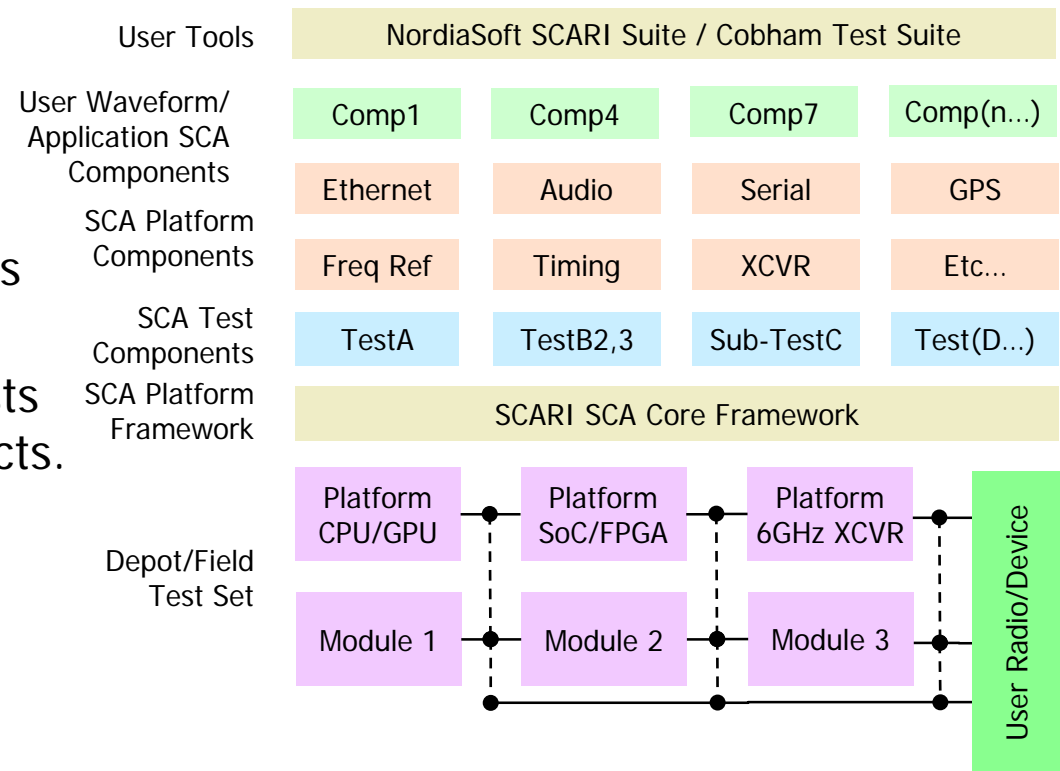 User Tools
NordiaSoft SCARI Suite / Cobham Test Suite
User Waveform/
Application SCA
Components
Comp1
Comp4
Comp7
Comp(n...)
Ethernet
Audio
Serial
GPS
SCA Platform
Components
s
Freq Ref
Timing
XCVR
Etc...
SCA Test
Components
TestA
TestB2,3
Sub-TestC
Test(D...)
ts
cts.
SCA Platform
Framework
SCARI SCA Core Framework
Depot/Field
Test Set
Platform
CPU/GPU
Platform
SoC/FPGA
Platform
6GHz XCVR
Module 1
Module 2
Module 3
User Radio/Device